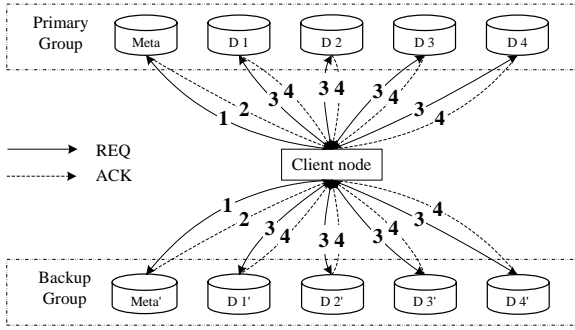 Primary
Group
Meta
D 1
D 2
D 3
D 4
1
2
3
4
3
4
3
4
3
4
REQ
ACK
Client node
1
2
3
4
3
4
3
4
3
4
Backup
Group
Meta'
D 1'
D 2'
D 3'
D 4'